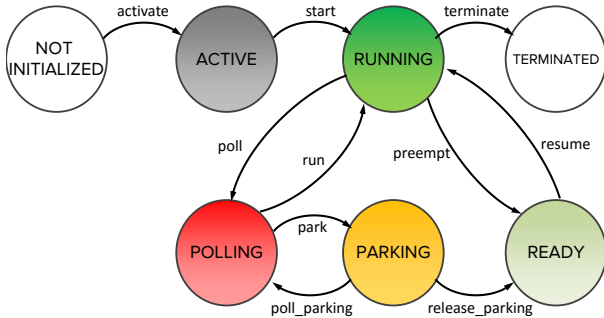 activate
start
terminate
NOT
INITIALIZED
ACTIVE
RUNNING
TERMINATED
poll
run
preempt
resume
POLLING
park
PARKING
READY
poll_parking
release_parking